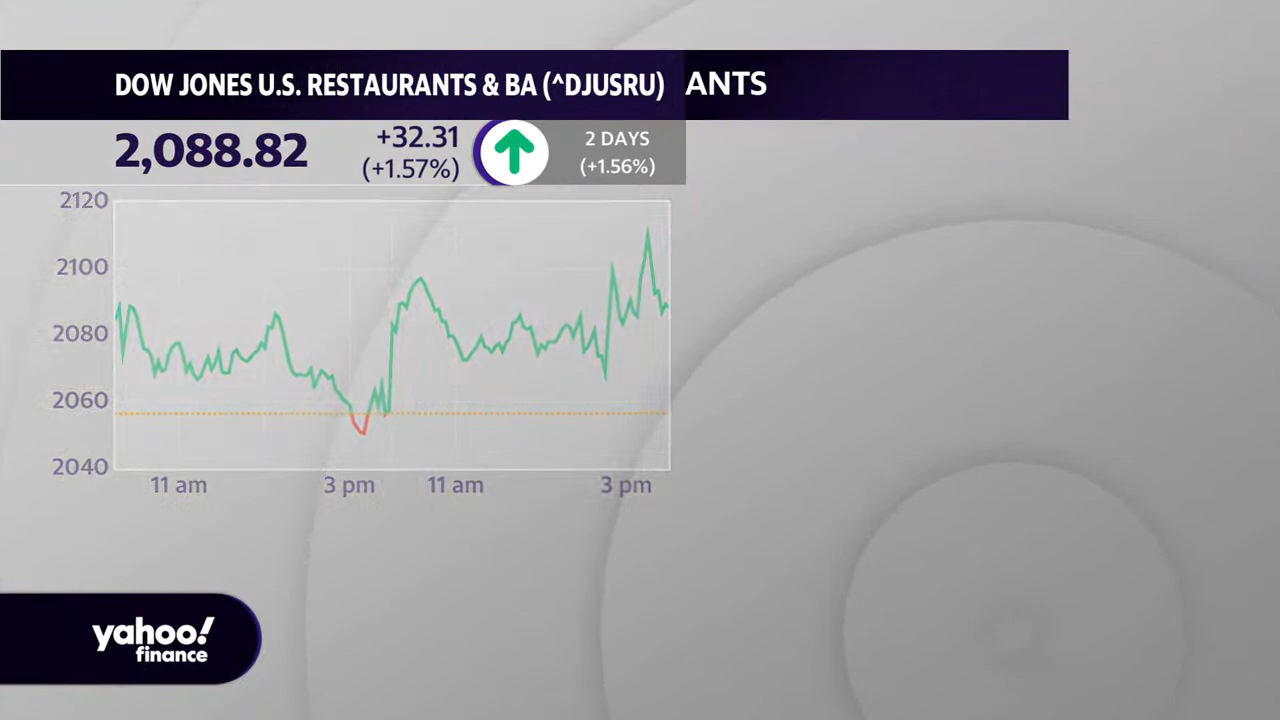 DOW JONES U.S. RESTAURANTS & BA (^DJUSRU) ANTS
2,088.82
+32.31
(+1.57%)
2 DAYS
(+1.56%)
2120
2100
2080
2060
2040
11 am 3 pm 11 am 3 pm
yahoo!
finance